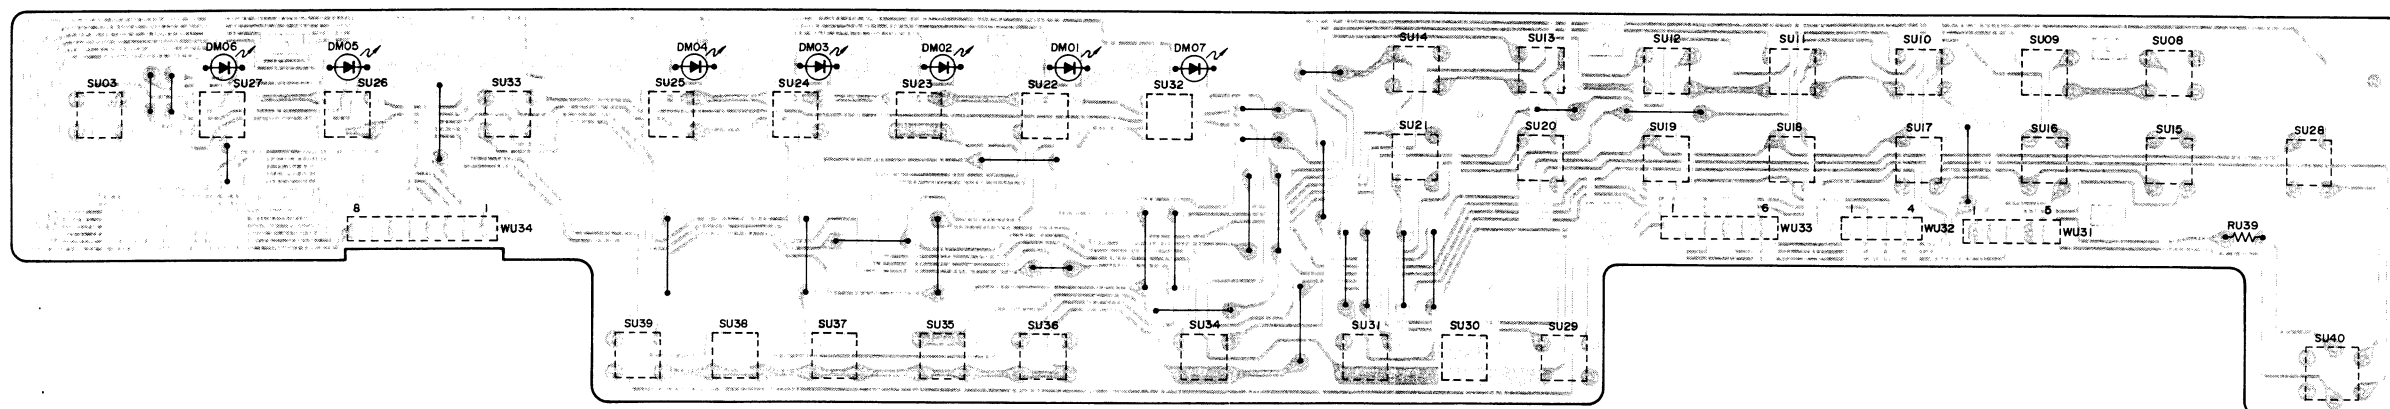 DM06 DM05 DM04 DM03 DM02 DM01 DM07 SU14 SU13 SU12 SU11 SU10 SU09 SU08
SU03 SU27 SU26 SU33 SU25 SU24 SU23 SU22 SU32
SU21 SU20 SU19 SU18 SU17 SU16 SU15 SU28
8 1 WU34 1 6 WU33 1 4 WU32 1 5 WU31 RU39
SU39 SU38 SU37 SU35 SU36 SU34 SU31 SU30 SU29 SU40